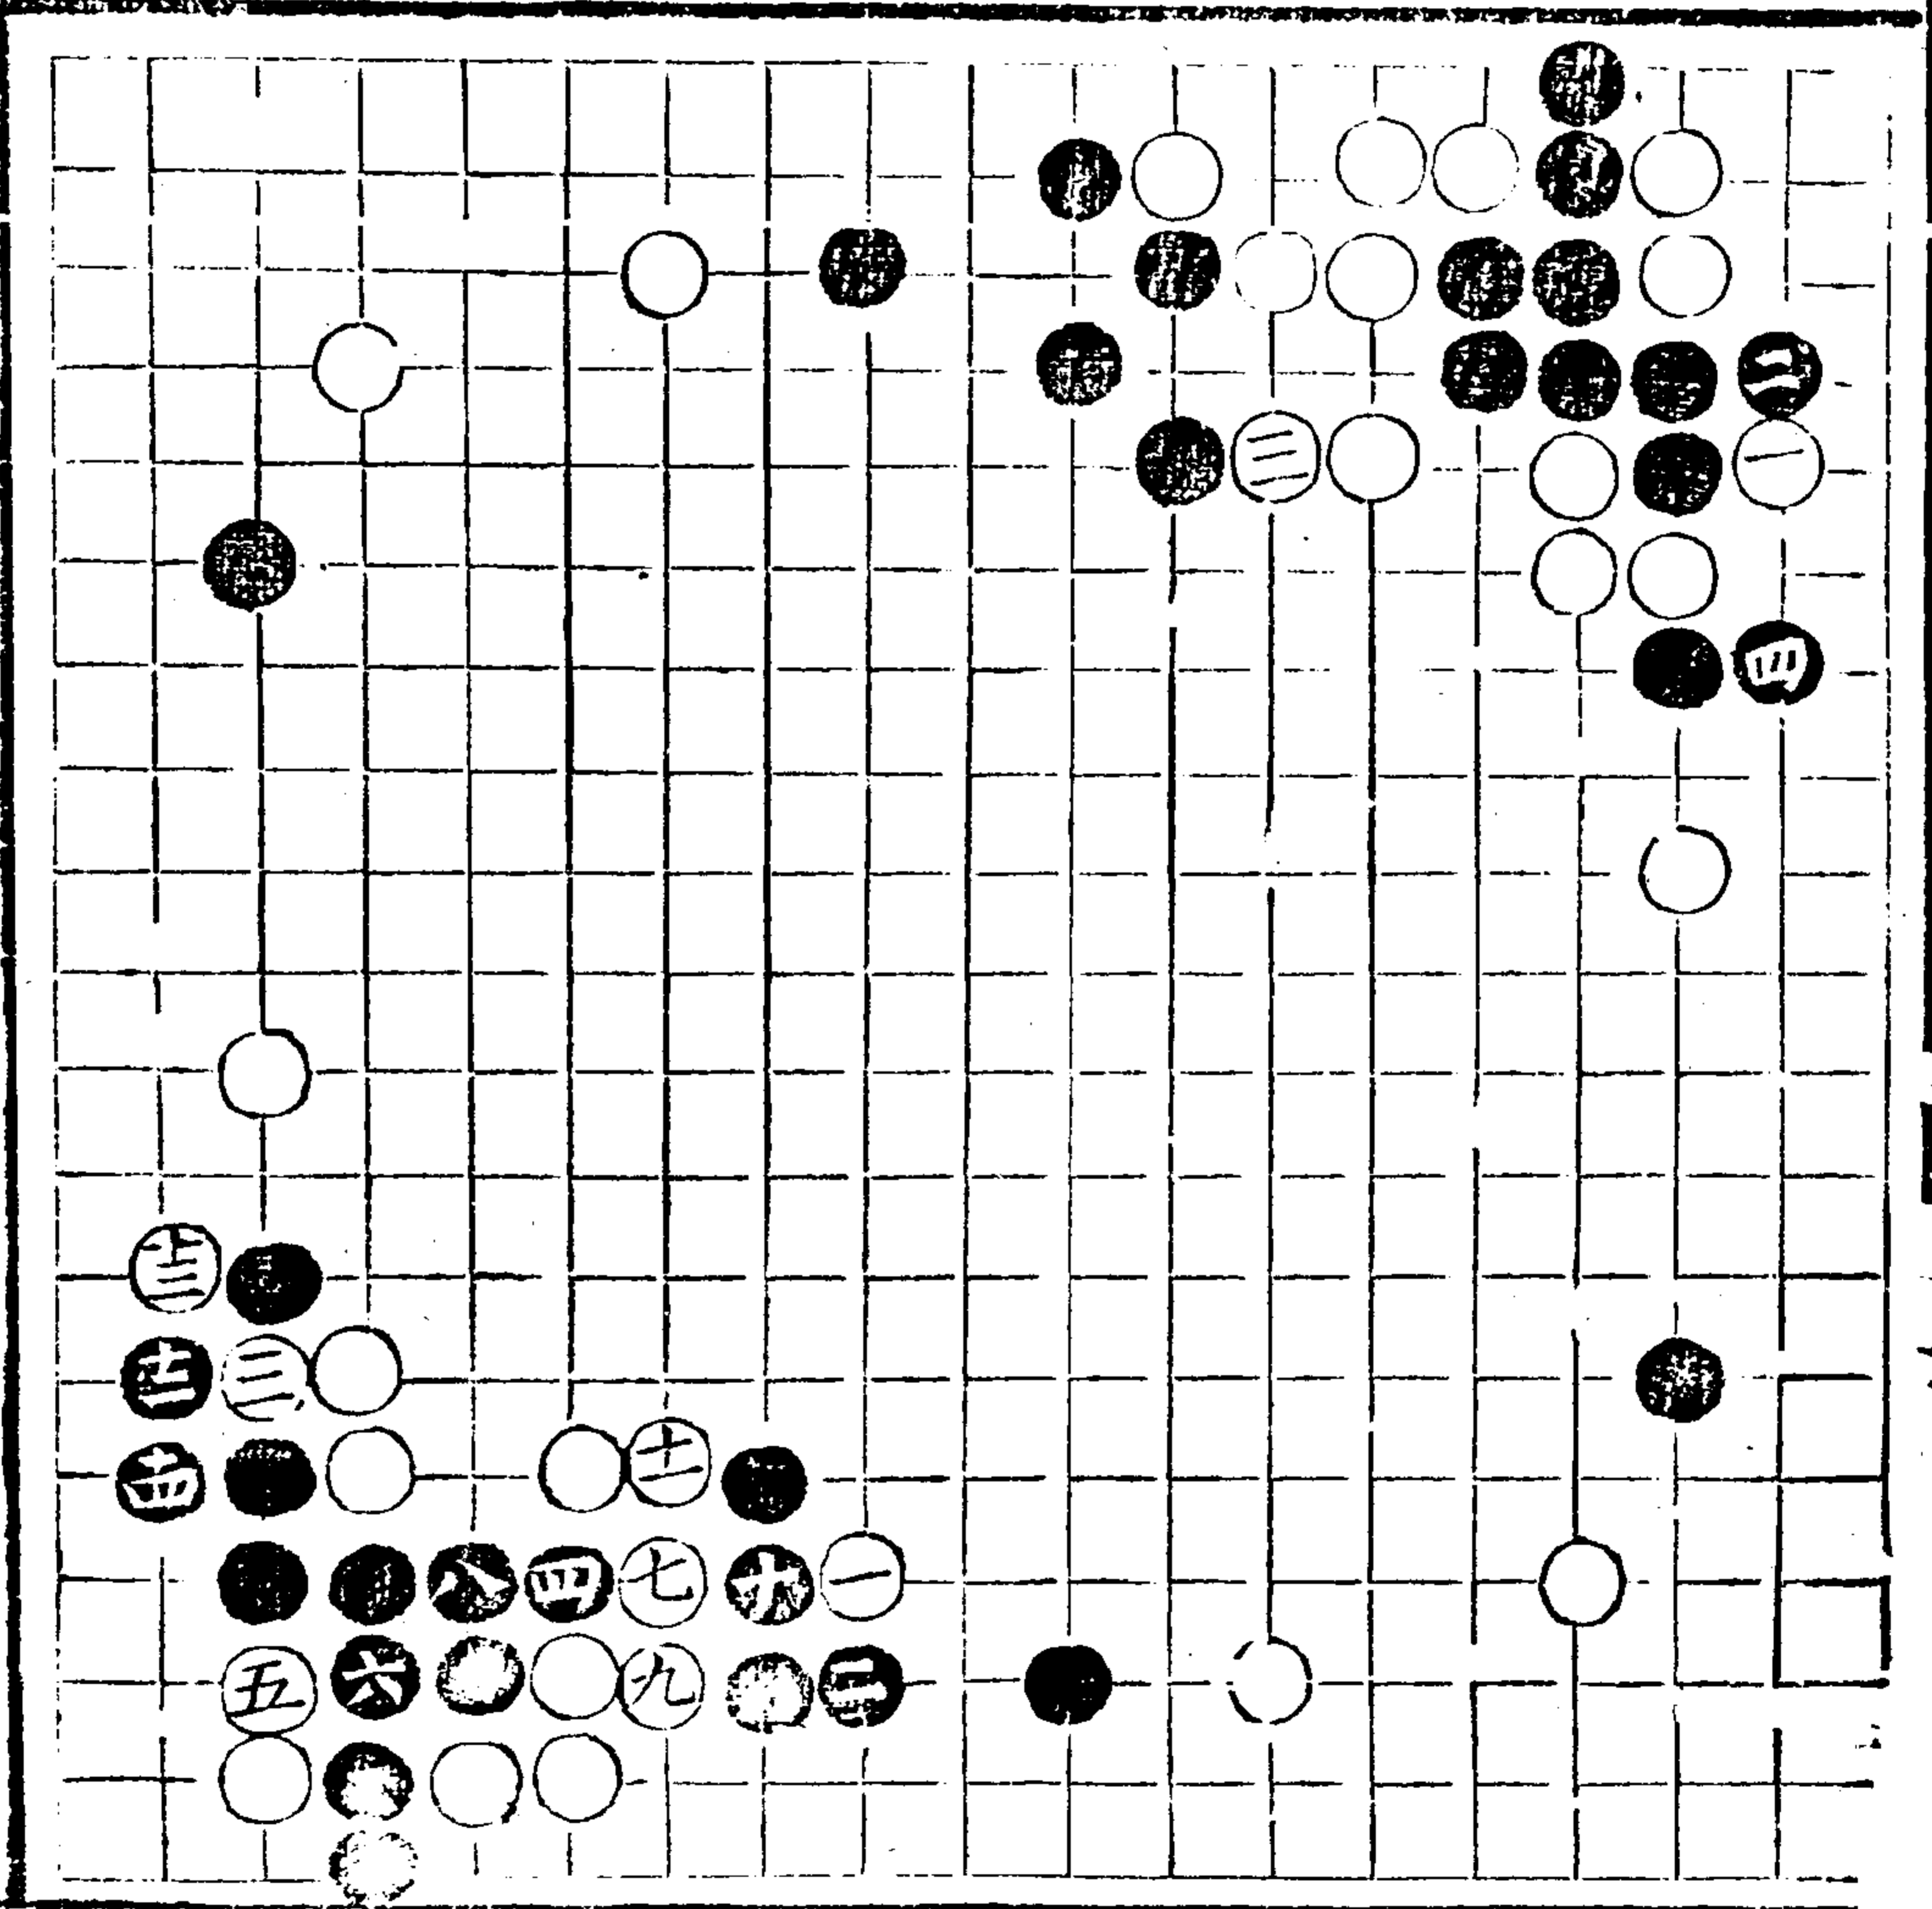 二
三 一
四
十三
十二 三
十四 十一
八 四 七 十 一
五 六 九 二